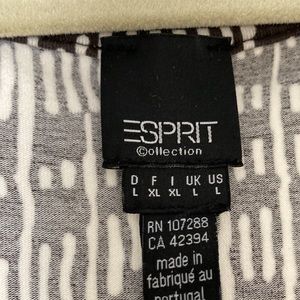 ESPRIT
Collection
D F I UK US
L XL XL L L
RN 107288
CA 42394
made in
fabriqué au
portugal